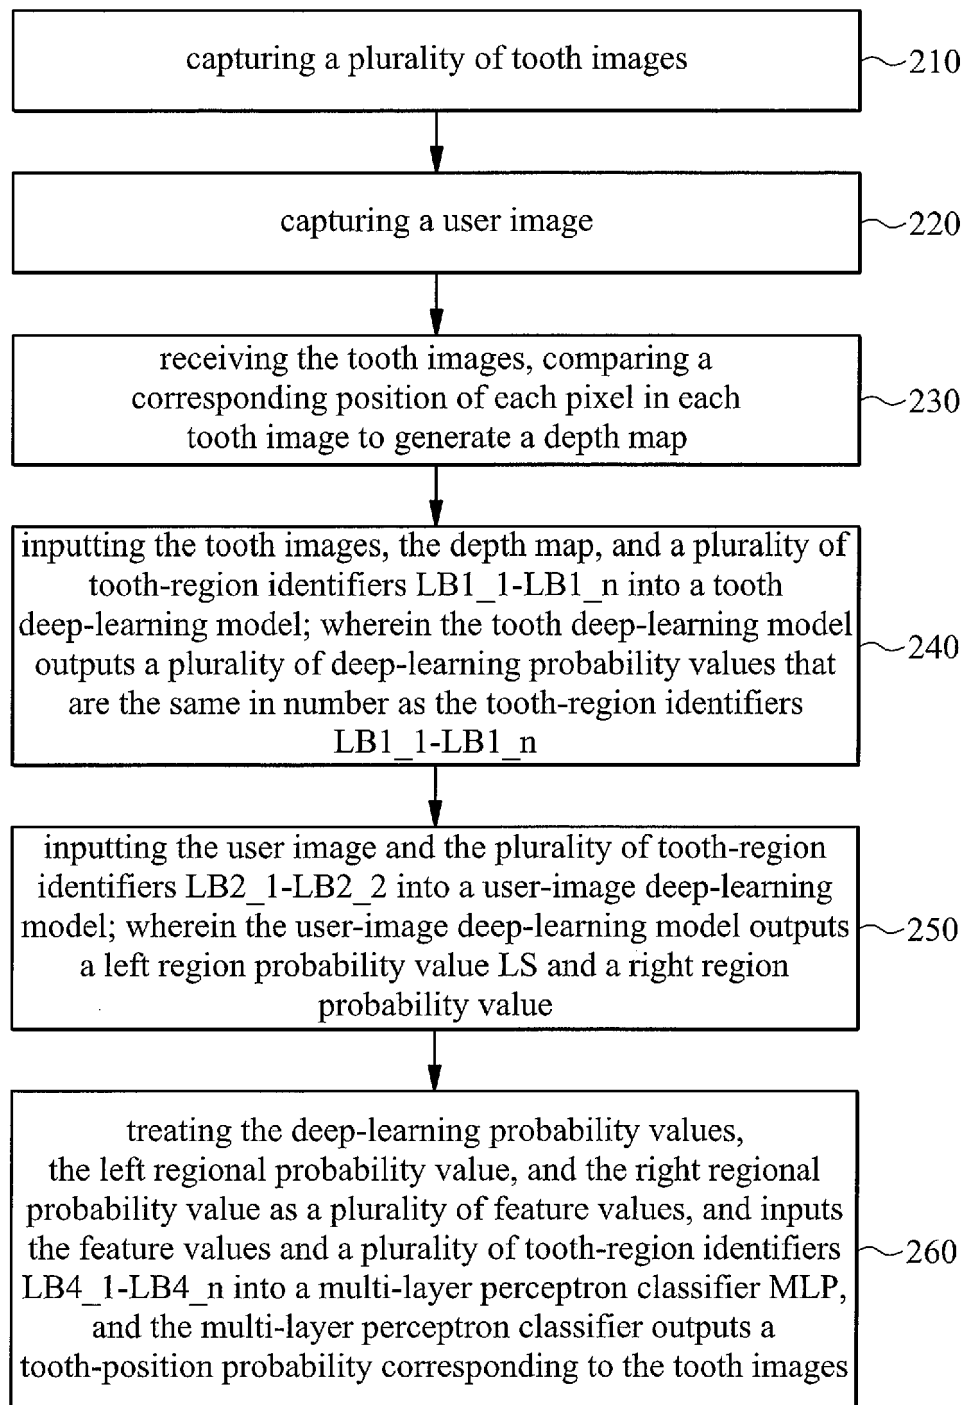 capturing a plurality of tooth images
210
capturing a user image
220
receiving the tooth images, comparing a
corresponding position of each pixel in each
tooth image to generate a depth map
230
inputting the tooth images, the depth map, and a plurality of
tooth-region identifiers LB1_1-LB1_n into a tooth
deep-learning model; wherein the tooth deep-learning model
outputs a plurality of deep-learning probability values that
are the same in number as the tooth-region identifiers
LB1_1-LB1_n
240
inputting the user image and the plurality of tooth-region
identifiers LB2_1-LB2_2 into a user-image deep-learning
model; wherein the user-image deep-learning model outputs
a left region probability value LS and a right region
probability value
250
treating the deep-learning probability values,
the left regional probability value, and the right regional
probability value as a plurality of feature values, and inputs
the feature values and a plurality of tooth-region identifiers
LB4_1-LB4_n into a multi-layer perceptron classifier MLP,
and the multi-layer perceptron classifier outputs a
tooth-position probability corresponding to the tooth images
260